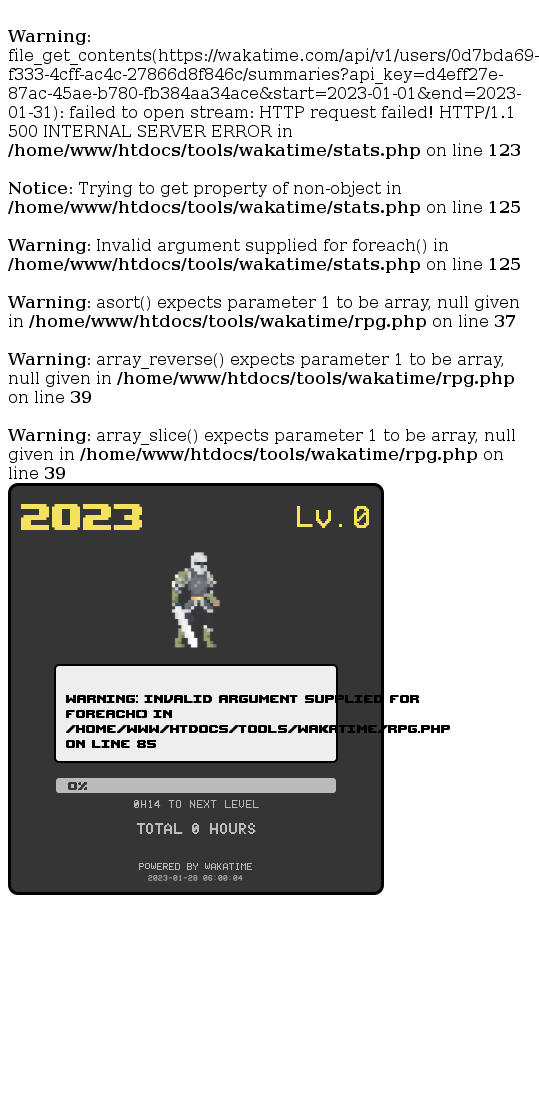 Warning:
file_get_contents(https://wakatime.com/api/v1/users/0d7bda69-
f333-4cff-ac4c-27866d8f846c/summaries?api_key=d4eff27e-
87ac-45ae-b780-fb384aa34ace&start=2023-01-01&end=2023-
01-31): failed to open stream: HTTP request failed! HTTP/1.1
500 INTERNAL SERVER ERROR in
/home/www/htdocs/tools/wakatime/stats.php on line 123
Notice: Trying to get property of non-object in
/home/www/htdocs/tools/wakatime/stats.php on line 125
Warning: Invalid argument supplied for foreach() in
/home/www/htdocs/tools/wakatime/stats.php on line 125
Warning: asort() expects parameter 1 to be array, null given
in /home/www/htdocs/tools/wakatime/rpg.php on line 37
Warning: array_reverse() expects parameter 1 to be array,
null given in /home/www/htdocs/tools/wakatime/rpg.php
on line 39
Warning: array_slice() expects parameter 1 to be array, null
given in /home/www/htdocs/tools/wakatime/rpg.php on
line 39
2023 Lv.0
WARNING: INVALID ARGUMENT SUPPLIED FOR
FOREACH() IN
/HOME/WWW/HTDOCS/TOOLS/WAKATIME/RPG.PHP
ON LINE 85
0%
0H14 TO NEXT LEVEL
TOTAL 0 HOURS
POWERED BY WAKATIME
2023-01-28 06:00:04